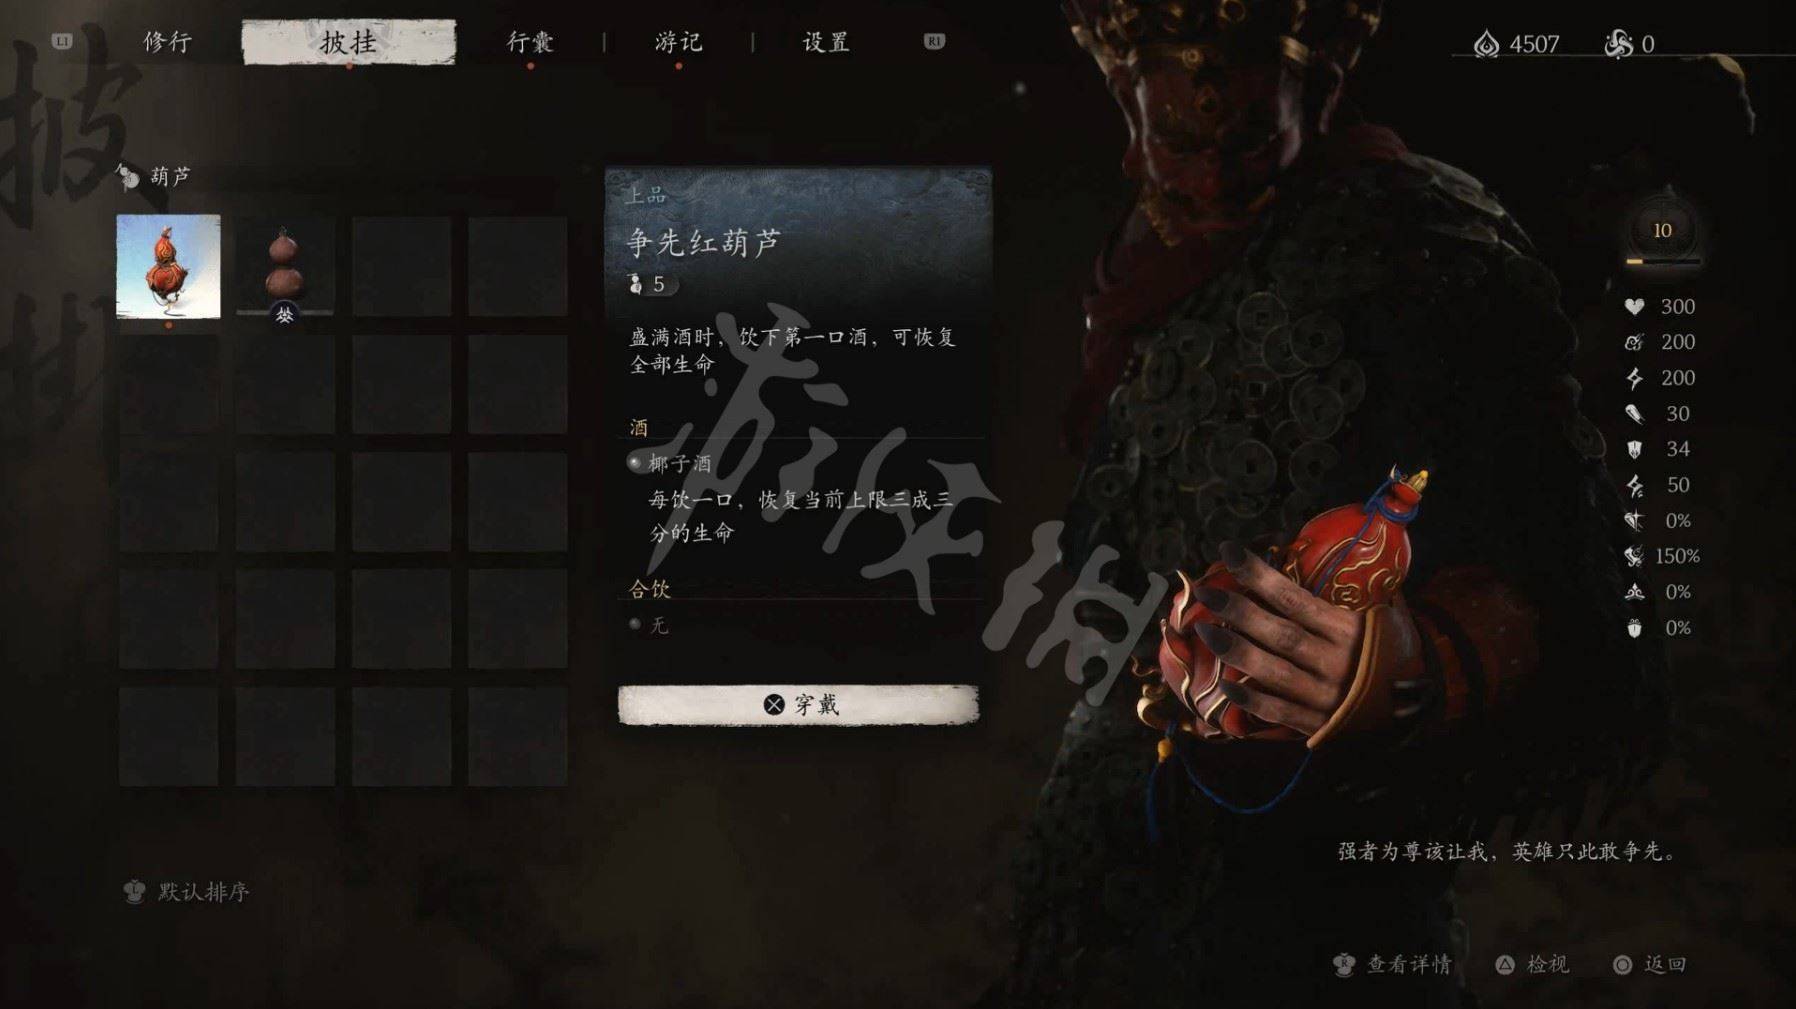 L1
修行
披挂
行囊
游记
设置
R1
4507
0
披挂
葫芦
上品
争先红葫芦
5
盛满酒时，饮下第一口酒，可恢复
全部生命
酒
椰子酒
每饮一口，恢复当前上限三成三
分的生命
合饮
无
穿戴
游侠网
10
300
200
200
30
34
50
0%
150%
0%
0%
强者为尊该让我，英雄只此敢争先。
L
默认排序
R
查看详情
检视
返回